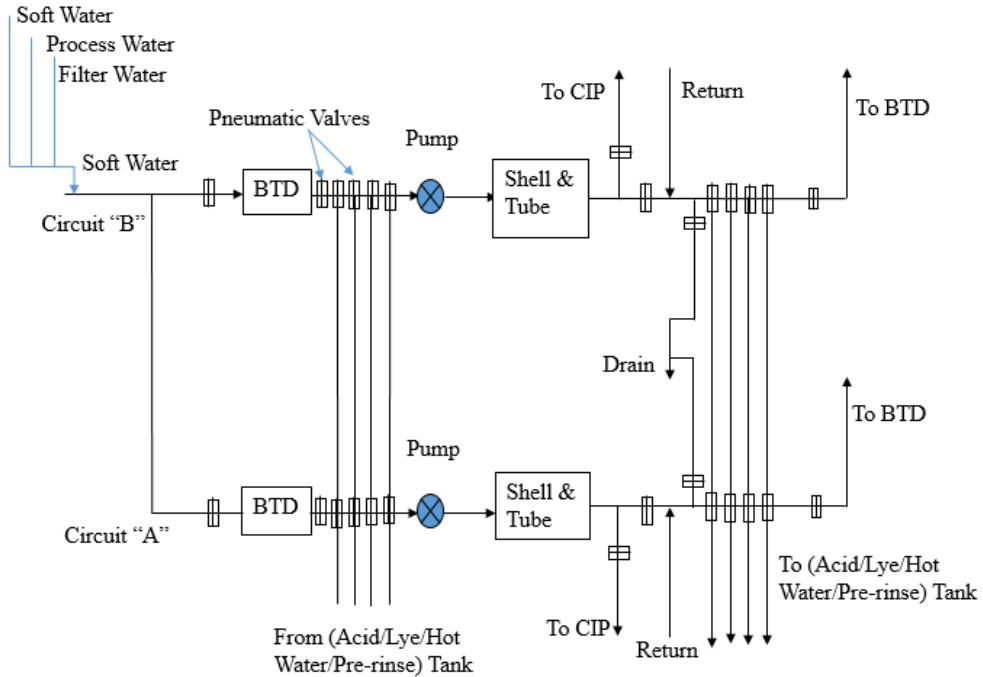 Soft Water
Process Water
Filter Water
Soft Water
Circuit “B”
Pneumatic Valves
BTD
Pump
Shell &
Tube
To CIP
Return
To BTD
Drain
Circuit “A”
BTD
Pump
Shell &
Tube
To BTD
From (Acid/Lye/Hot
Water/Pre-rinse) Tank
To CIP
Return
To (Acid/Lye/Hot
Water/Pre-rinse) Tank